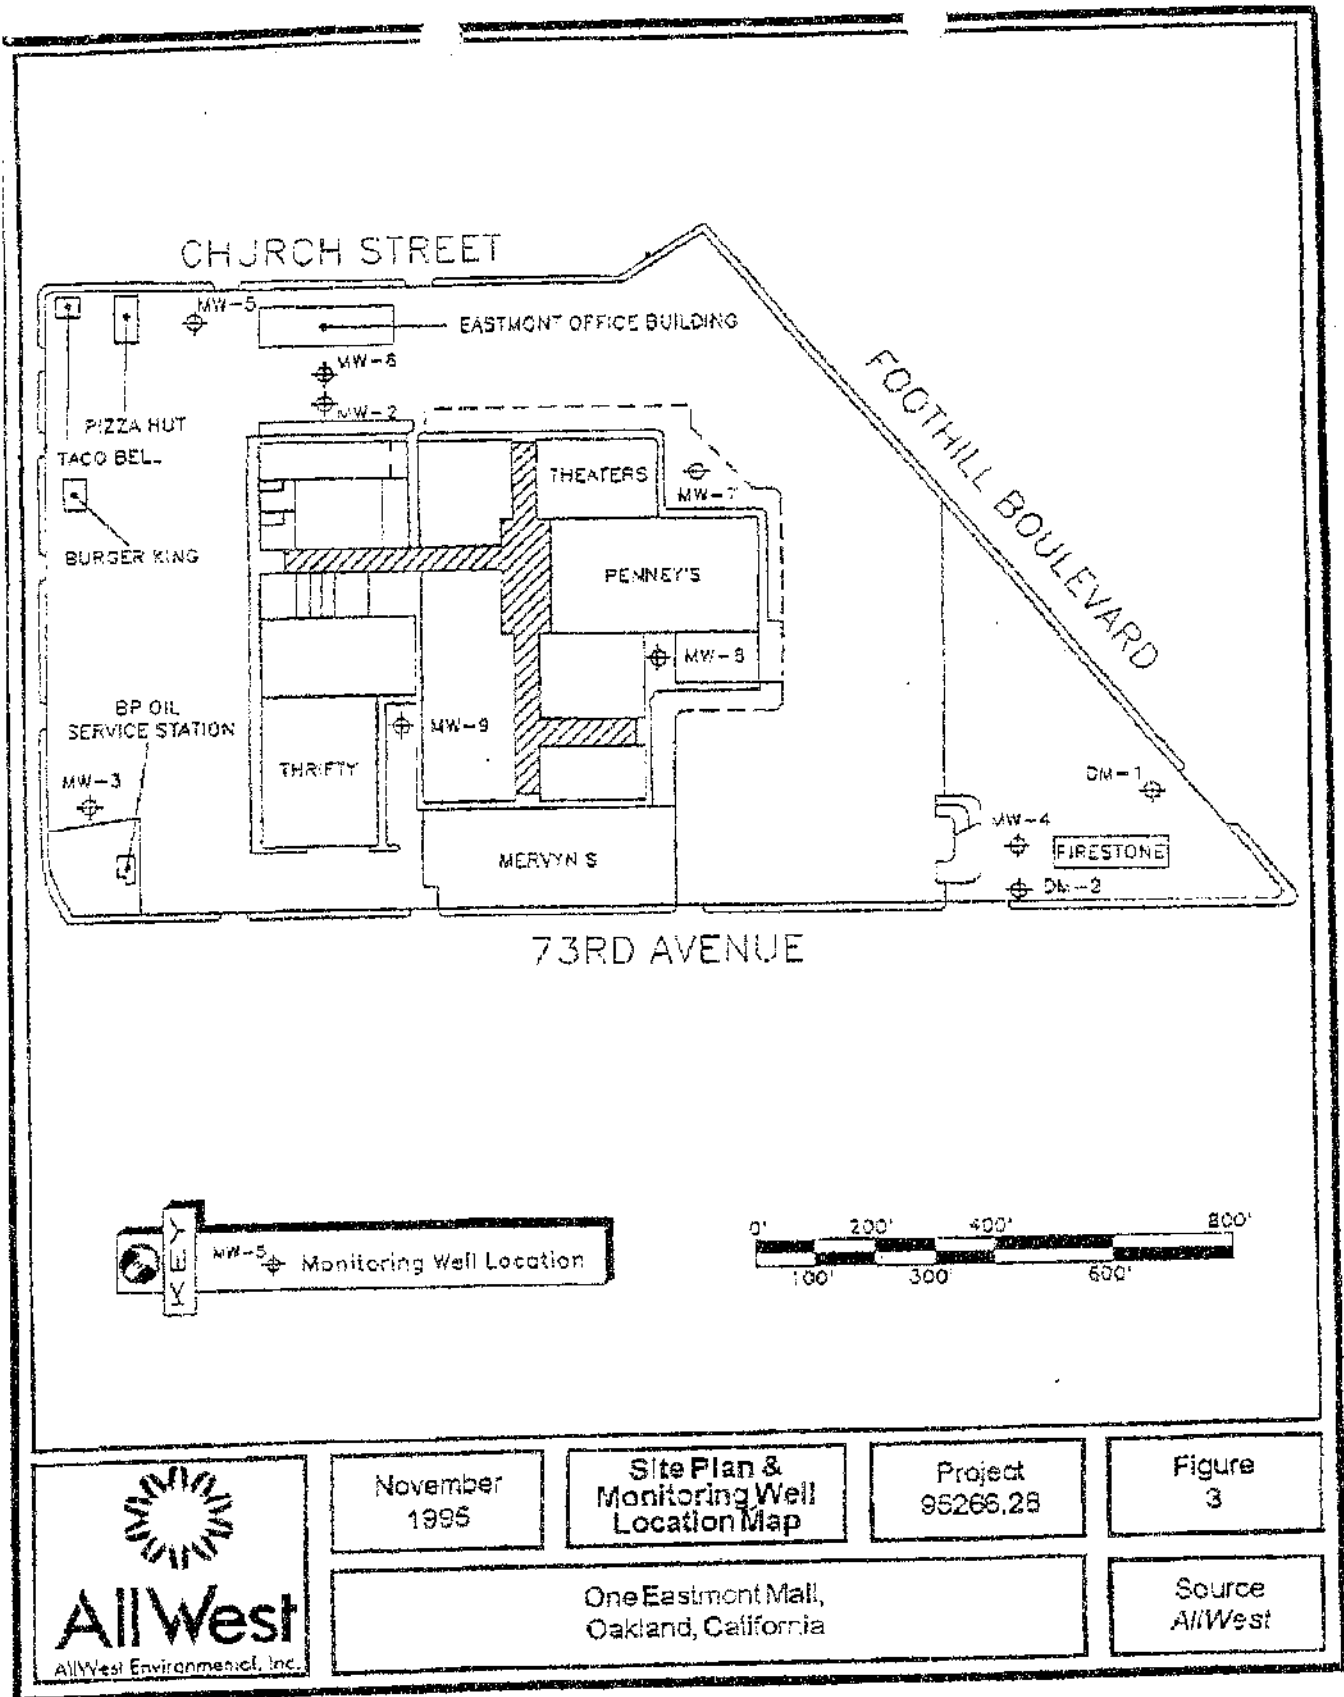 CHURCH STREET
MW-5
EASTMONT OFFICE BUILDING
MW-6
MW-2
PIZZA HUT
TACO BELL
BURGER KING
THEATERS
MW-7
FOOTHILL BOULEVARD
PENNEY'S
MW-8
BP OIL
SERVICE STATION
MW-9
MW-3
THRIFTY
MERVYN'S
DM-1
MW-4
FIRESTONE
DM-2
73RD AVENUE
KEY
MW-5
Monitoring Well Location
0' 200' 400' 800'
100' 300' 600'
AllWest
AllWest Environmental, Inc.
November
1995
Site Plan &
Monitoring Well
Location Map
Project
95266.28
Figure
3
One Eastmont Mall,
Oakland, California
Source
AllWest